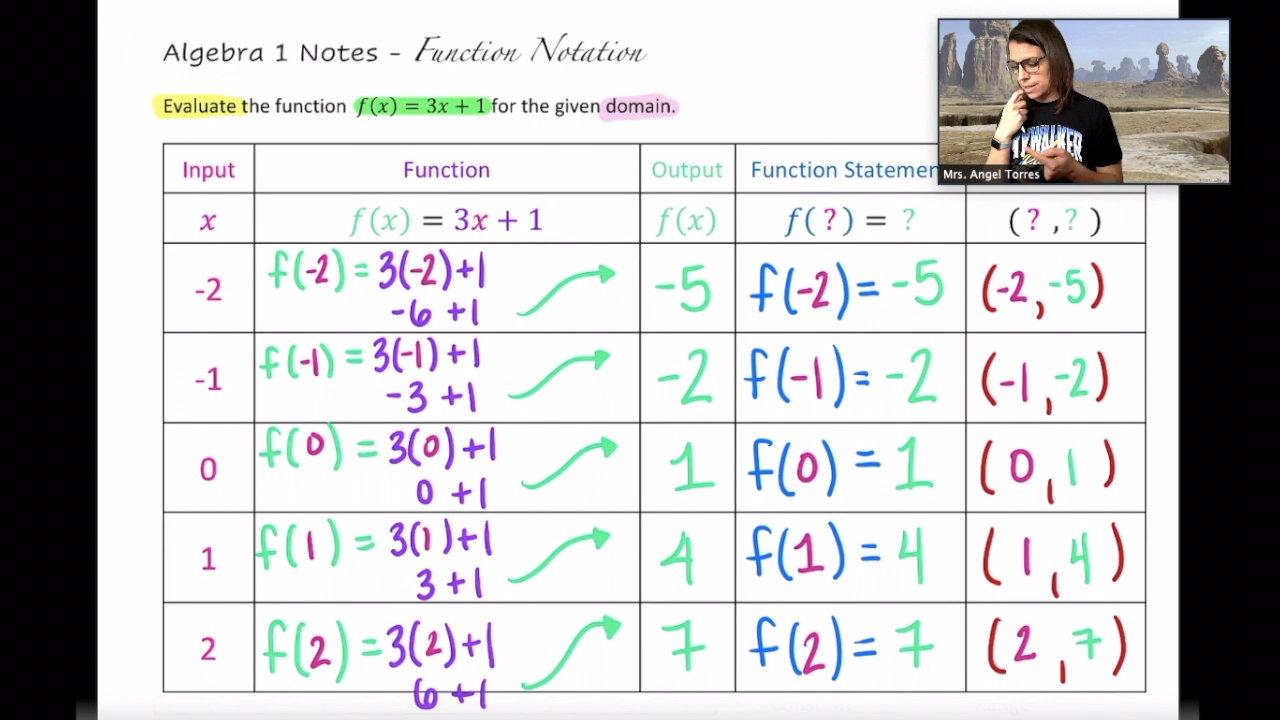 Algebra 1 Notes - Function Notation
Evaluate the function f(x) = 3x + 1 for the given domain.
Input Function Output Function Statemen
x f(x) = 3x + 1 f(x) f(?) = ? (?,?)
-2 f(-2) = 3(-2)+1 -5 f(-2) = -5 (-2,-5)
-6 +1
-1 f(-1) = 3(-1)+1 -2 f(-1) = -2 (-1,-2)
-3 +1
0 f(0) = 3(0)+1 1 f(0) = 1 (0,1)
0 +1
1 f(1) = 3(1)+1 4 f(1) = 4 (1,4)
3 +1
2 f(2) = 3(2)+1 7 f(2) = 7 (2,7)
6 +1
Mrs. Angel Torres